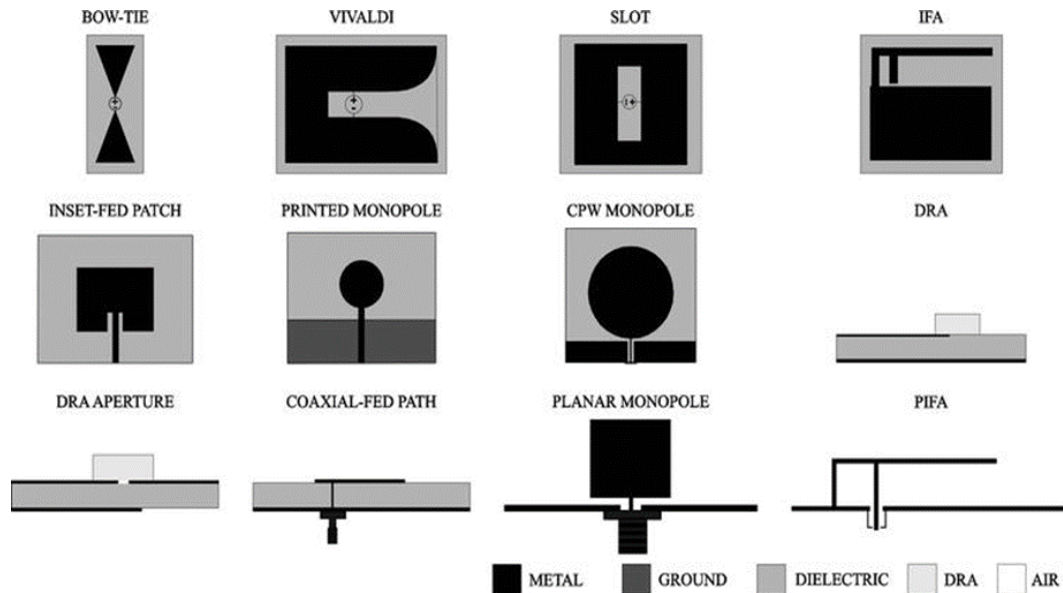 BOW-TIE VIVALDI SLOT IFA
INSET-FED PATCH PRINTED MONOPOLE CPW MONOPOLE DRA
DRA APERTURE COAXIAL-FED PATH PLANAR MONOPOLE PIFA
METAL GROUND DIELECTRIC DRA AIR